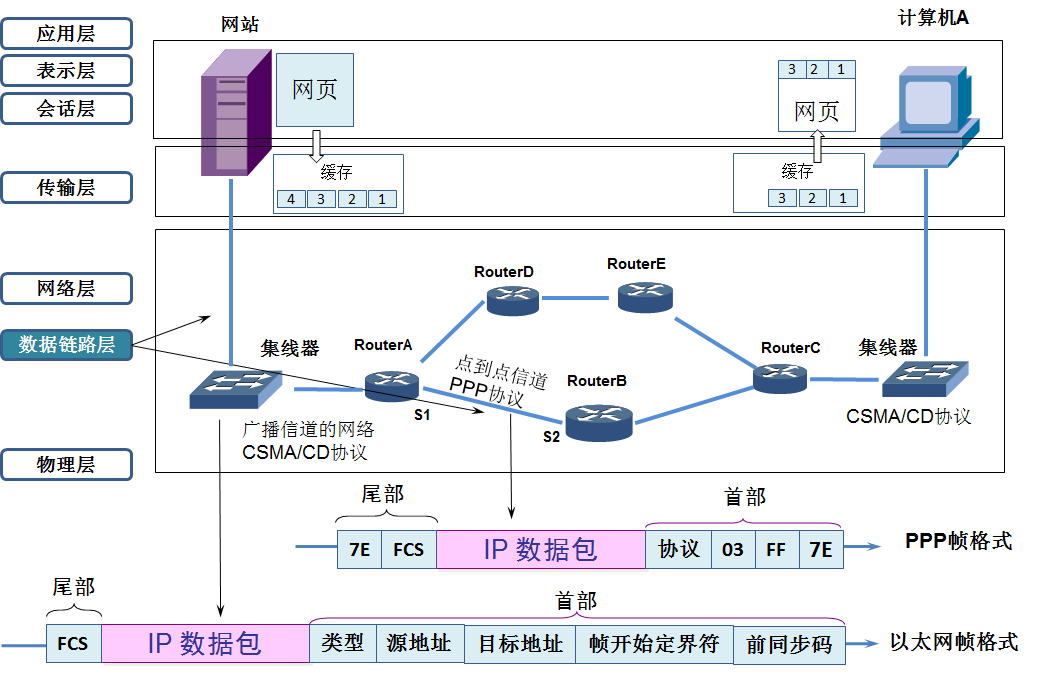 网站
计算机A
应用层
表示层
会话层
网页
3 2 1
网页
传输层
缓存
4 3 2 1
缓存
3 2 1
网络层
数据链路层
物理层
RouterD
RouterE
集线器
RouterA
点到点信道
PPP协议
RouterB
RouterC
集线器
S1
S2
CSMA/CD协议
广播信道的网络
CSMA/CD协议
尾部
首部
7E FCS IP 数据包 协议 03 FF 7E
PPP帧格式
尾部
首部
FCS IP 数据包 类型 源地址 目标地址 帧开始定界符 前同步码
以太网帧格式